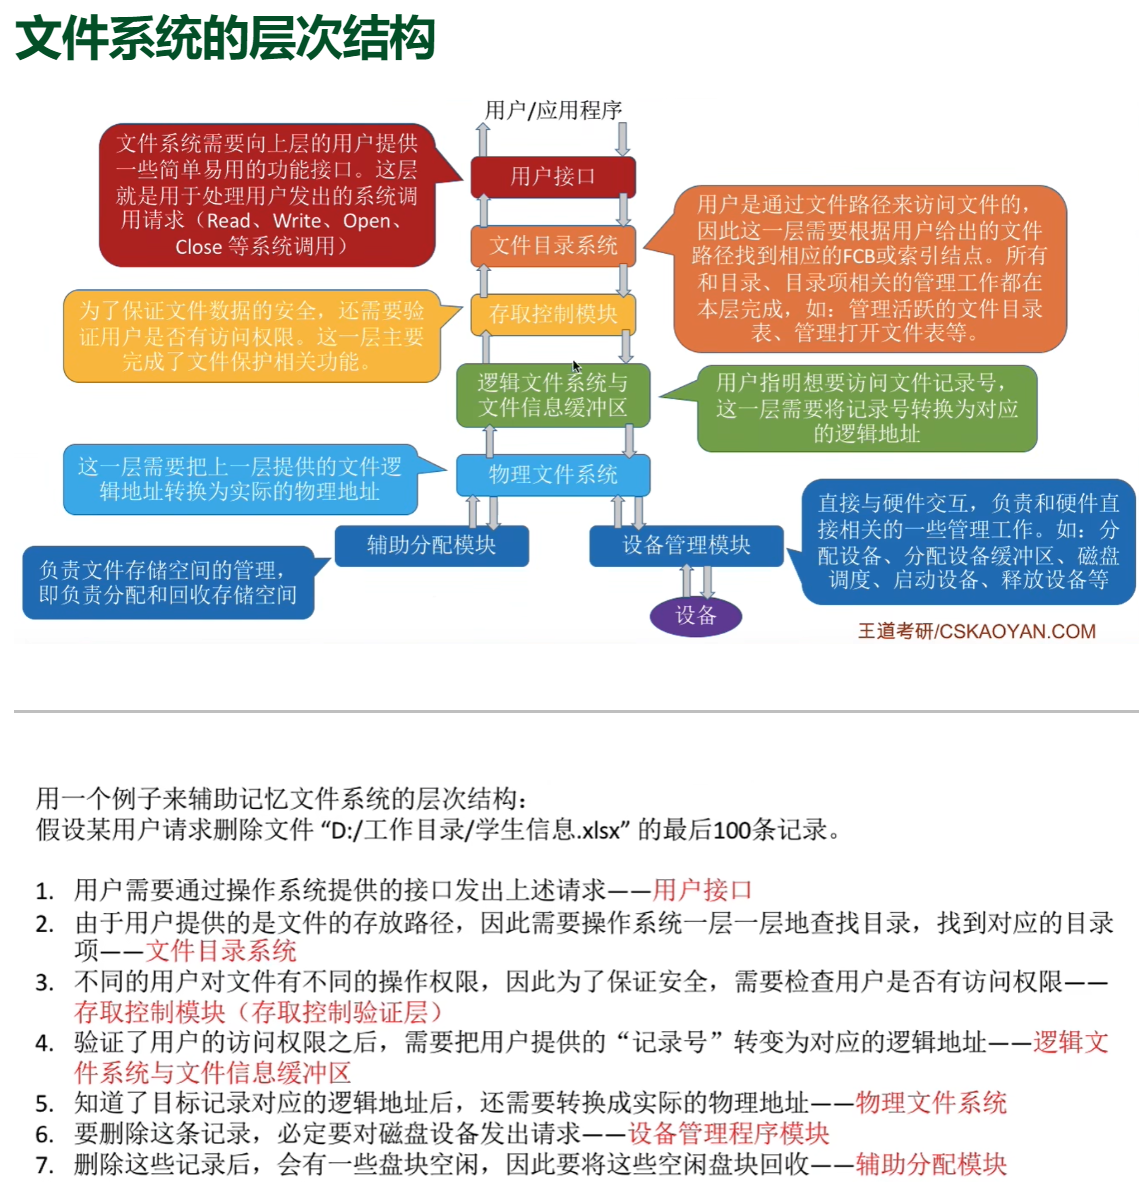 文件系统的层次结构
用户/应用程序
文件系统需要向上层的用户提供
一些简单易用的功能接口。这层
就是用于处理用户发出的系统调
用请求（Read、Write、Open、
Close 等系统调用）
用户接口
用户是通过文件路径来访问文件的，
因此这一层需要根据用户给出的文件
路径找到相应的FCB或索引结点。所有
和目录、目录项相关的管理工作都在
本层完成，如：管理活跃的文件目录
表、管理打开文件表等。
文件目录系统
为了保证文件数据的安全，还需要验
证用户是否有访问权限。这一层主要
完成了文件保护相关功能。
存取控制模块
逻辑文件系统与
文件信息缓冲区
用户指明想要访问文件记录号，
这一层需要将记录号转换为对应
的逻辑地址
这一层需要把上一层提供的文件逻
辑地址转换为实际的物理地址
物理文件系统
直接与硬件交互，负责和硬件直
接相关的一些管理工作。如：分
配设备、分配设备缓冲区、磁盘
调度、启动设备、释放设备等
辅助分配模块
设备管理模块
负责文件存储空间的管理，
即负责分配和回收存储空间
设备
王道考研/CSKAOYAN.COM
用一个例子来辅助记忆文件系统的层次结构：
假设某用户请求删除文件 “D:/工作目录/学生信息.xlsx” 的最后100条记录。
1. 用户需要通过操作系统提供的接口发出上述请求——用户接口
2. 由于用户提供的是文件的存放路径，因此需要操作系统一层一层地查找目录，找到对应的目录
项——文件目录系统
3. 不同的用户对文件有不同的操作权限，因此为了保证安全，需要检查用户是否有访问权限——
存取控制模块（存取控制验证层）
4. 验证了用户的访问权限之后，需要把用户提供的“记录号”转变为对应的逻辑地址——逻辑文
件系统与文件信息缓冲区
5. 知道了目标记录对应的逻辑地址后，还需要转换成实际的物理地址——物理文件系统
6. 要删除这条记录，必定要对磁盘设备发出请求——设备管理程序模块
7. 删除这些记录后，会有一些盘块空闲，因此要将这些空闲盘块回收——辅助分配模块